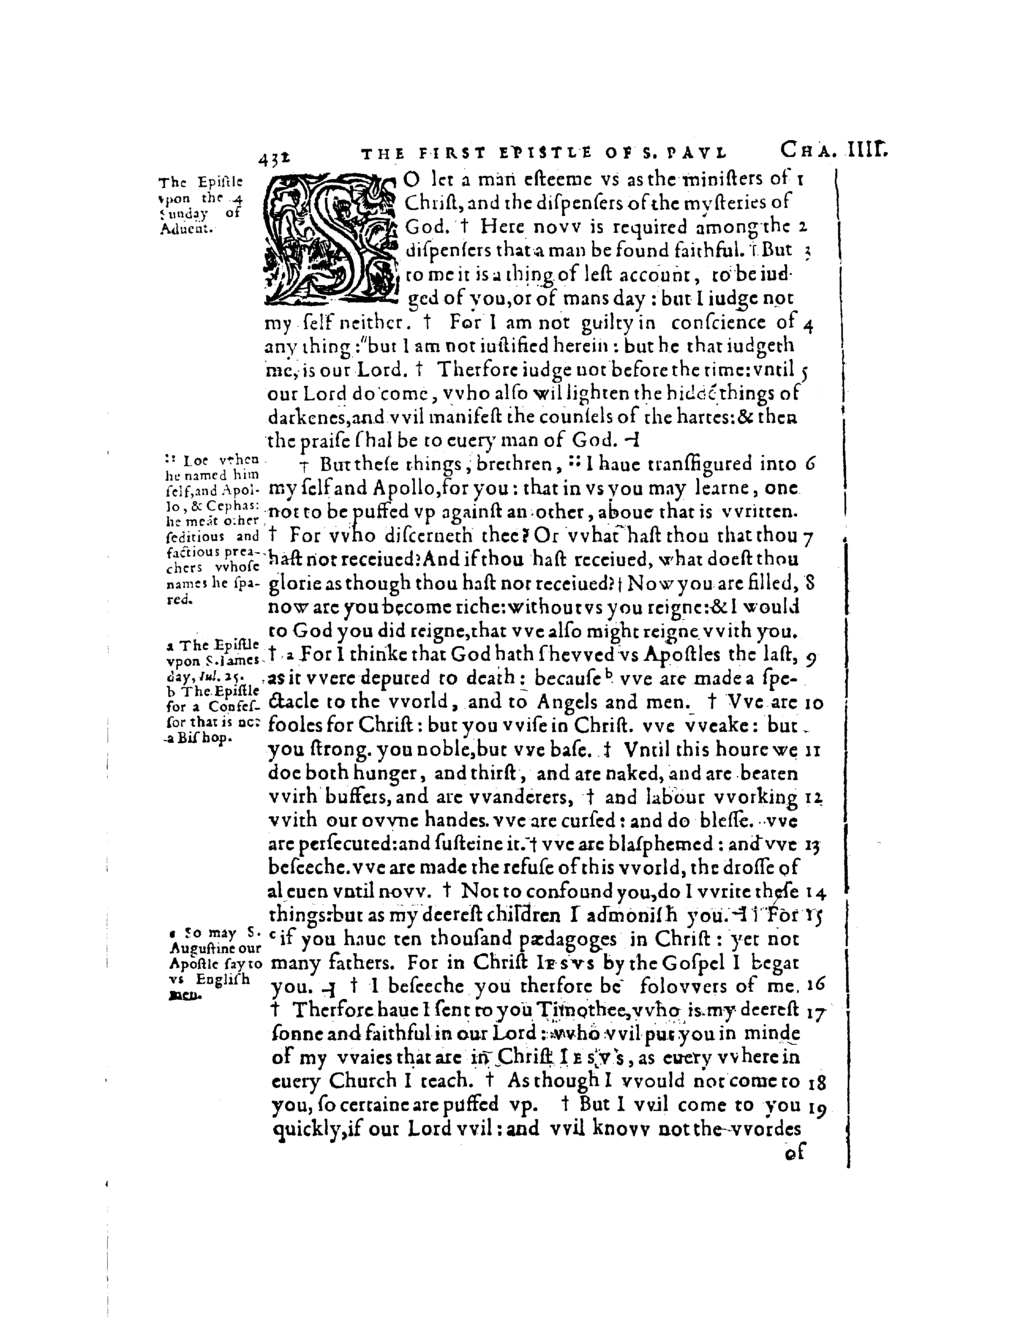 432 THE FIRST EPISTLE OF S. PAVL CHA. IIII.
The Epistle
vpon the 4
Sunday of
Aduent.
SO let a man esteeme vs as the ministers of 1
Christ, and the dispensers of the mysteries of
God. † Here novv is required among the 2
dispensers that a man be found faithful. † But 3
to me it is a thing of lest account, to be iud-
ged of you, or of mans day : but I iudge not
my self neither. † For I am not guilty in conscience of 4
any thing :"but I am not iustified herein : but he that iudgeth
me, is our Lord. † Therfore iudge not before the time: vntil 5
our Lord do come, vvho also wil lighten the hiddē things of
darkenes, and vvil manifest the counsels of the hartes: & then
the praise shal be to euery man of God. ⊣
:: Loe vvhen
he named him
self, and Apol-
lo, & Cephas:
he meāt other
seditious and
factious prea-
chers vvhose
names he spa-
red.
† But these things, brethren, :: I haue transfigured into 6
my self and Apollo, for you : that in vs you may learne, one
not to be puffed vp against an other, aboue that is vvritten.
† For vvho discerneth thee? Or vvhat hast thou that thou 7
hast not receiued? And if thou hast receiued, what doest thou
glorie as though thou hast not receiued? † Now you are filled, 8
now are you become riche: without vs you reigne: & I would
to God you did reigne, that vve also might reigne vvith you.
a The Epistle
vpon S. Iames
day, Iul. 25.
b The Epistle
for a Confes-
sor that is not
a Bishop.
† a For I thinke that God hath shevved vs Apostles the last, 9
as it vvere deputed to death : because b vve are made a spe-
ctacle to the vvorld, and to Angels and men. † Vve are 10
fooles for Christ : but you vvise in Christ. vve vveake : but
you strong. you noble, but vve base. † Vntil this houre we 11
doe both hunger, and thirst, and are naked, and are beaten
vvith buffets, and are vvanderers, † and labour vvorking 12
vvith our ovvne handes. vve are cursed : and do blesse. vve
are persecuted: and susteine it. † vve are blasphemed : and vve 13
beseeche. vve are made the refuse of this vvorld, the drosse of
al euen vntil novv. † Not to confound you, do I vvrite these 14
things: but as my deerest children I admonish you. ⊣ † For 15
c So may S.
Augustine our
Apostle say to
vs English
men.
c if you haue ten thousand pædagoges in Christ : yet not
many fathers. For in Christ IESVS by the Gospel I begat
you. ⊣ † I beseeche you therfore be folovvers of me. 16
† Therfore haue I sent to you Timothee, vvho is my deerest 17
sonne and faithful in our Lord : vvho vvil put you in minde
of my vvaies that are in Christ IESVS, as euery vvhere in
euery Church I teach. † As though I vvould not come to 18
you, so certaine are puffed vp. † But I vvil come to you 19
quickly, if our Lord vvil : and vvil knovv not the vvordes
of